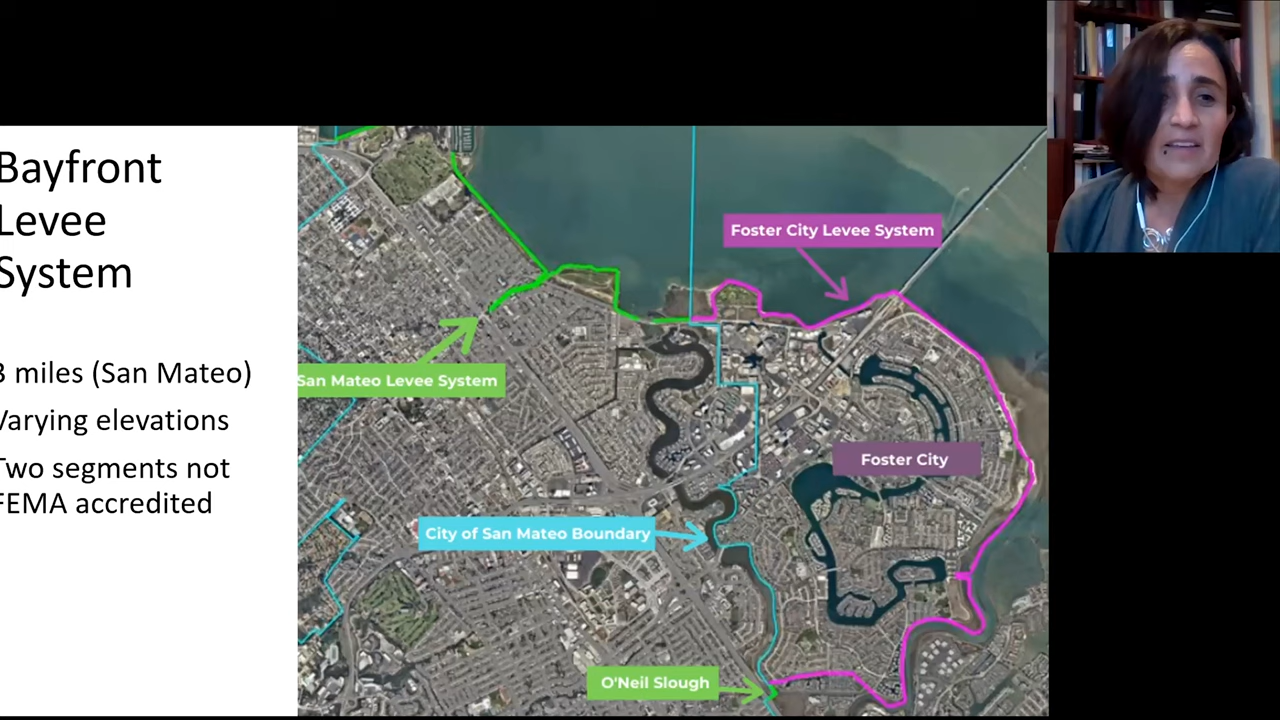 Bayfront
Levee
System
3 miles (San Mateo)
Varying elevations
Two segments not
FEMA accredited
Foster City Levee System
San Mateo Levee System
Foster City
City of San Mateo Boundary
O'Neil Slough